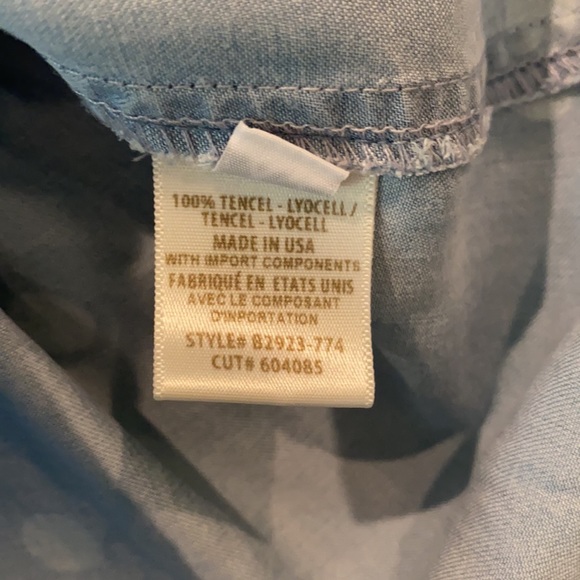 100% TENCEL - LYOCELL /
TENCEL - LYOCELL
MADE IN USA
WITH IMPORT COMPONENTS
FABRIQUÉ EN ETATS UNIS
AVEC LE COMPOSANT
D'INPORTATION
STYLE# B2923-774
CUT# 604085